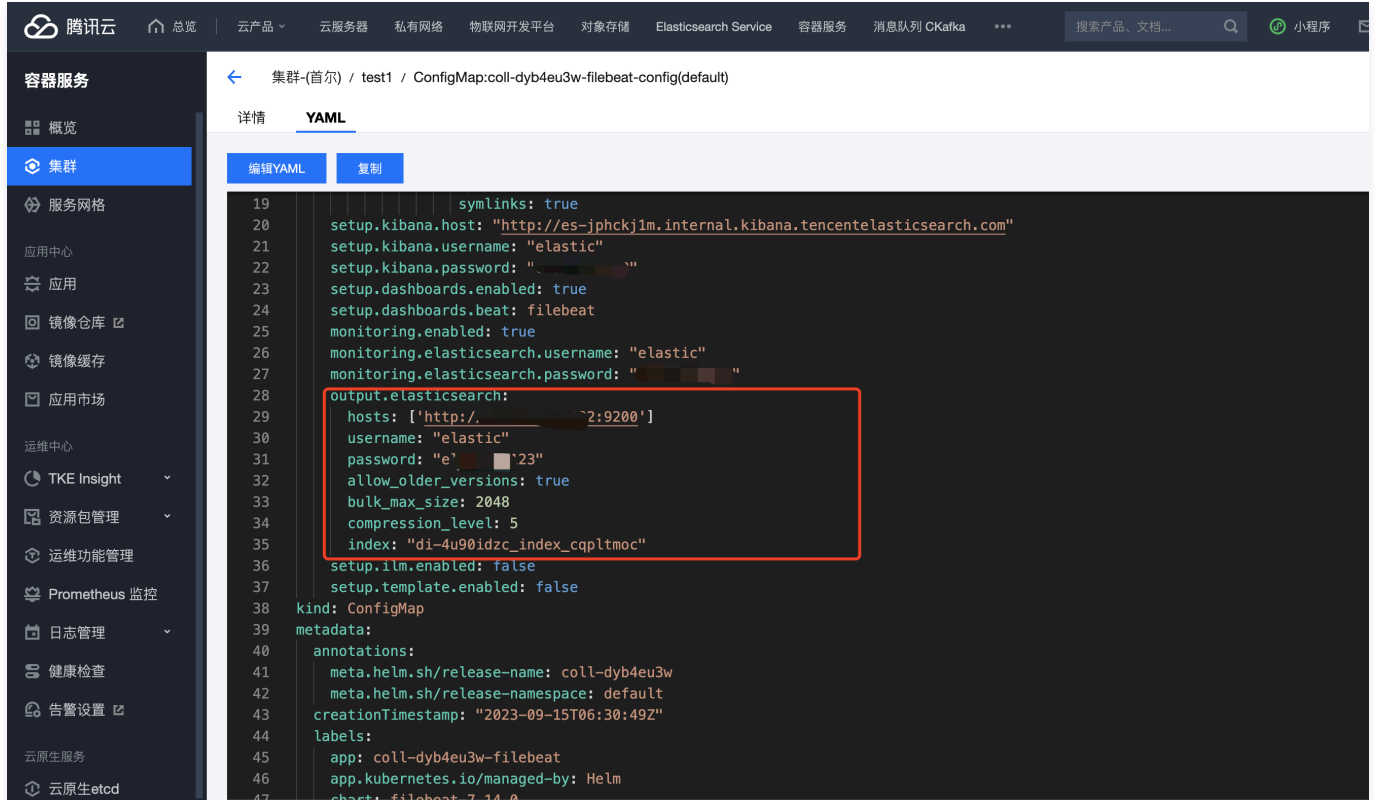 腾讯云 总览 云产品 云服务器 私有网络 物联网开发平台 对象存储 Elasticsearch Service 容器服务 消息队列 CKafka ••• 搜索产品、文档... 小程序
容器服务
概览
集群
服务网格
应用中心
应用
镜像仓库
镜像缓存
应用市场
运维中心
TKE Insight
资源包管理
运维功能管理
Prometheus 监控
日志管理
健康检查
告警设置
云原生服务
云原生etcd
集群-(首尔) / test1 / ConfigMap:coll-dyb4eu3w-filebeat-config(default)
详情 YAML
编辑YAML 复制
19 symlinks: true
20 setup.kibana.host: "http://es-jphckj1m.internal.kibana.tencentelasticsearch.com"
21 setup.kibana.username: "elastic"
22 setup.kibana.password: " "
23 setup.dashboards.enabled: true
24 setup.dashboards.beat: filebeat
25 monitoring.enabled: true
26 monitoring.elasticsearch.username: "elastic"
27 monitoring.elasticsearch.password: " "
28 output.elasticsearch:
29 hosts: ['http:/ 2:9200']
30 username: "elastic"
31 password: "e 23"
32 allow_older_versions: true
33 bulk_max_size: 2048
34 compression_level: 5
35 index: "di-4u90idzc_index_cqpltmoc"
36 setup.ilm.enabled: false
37 setup.template.enabled: false
38 kind: ConfigMap
39 metadata:
40 annotations:
41 meta.helm.sh/release-name: coll-dyb4eu3w
42 meta.helm.sh/release-namespace: default
43 creationTimestamp: "2023-09-15T06:30:49Z"
44 labels:
45 app: coll-dyb4eu3w-filebeat
46 app.kubernetes.io/managed-by: Helm
47 chart: filebeat-7.14.0